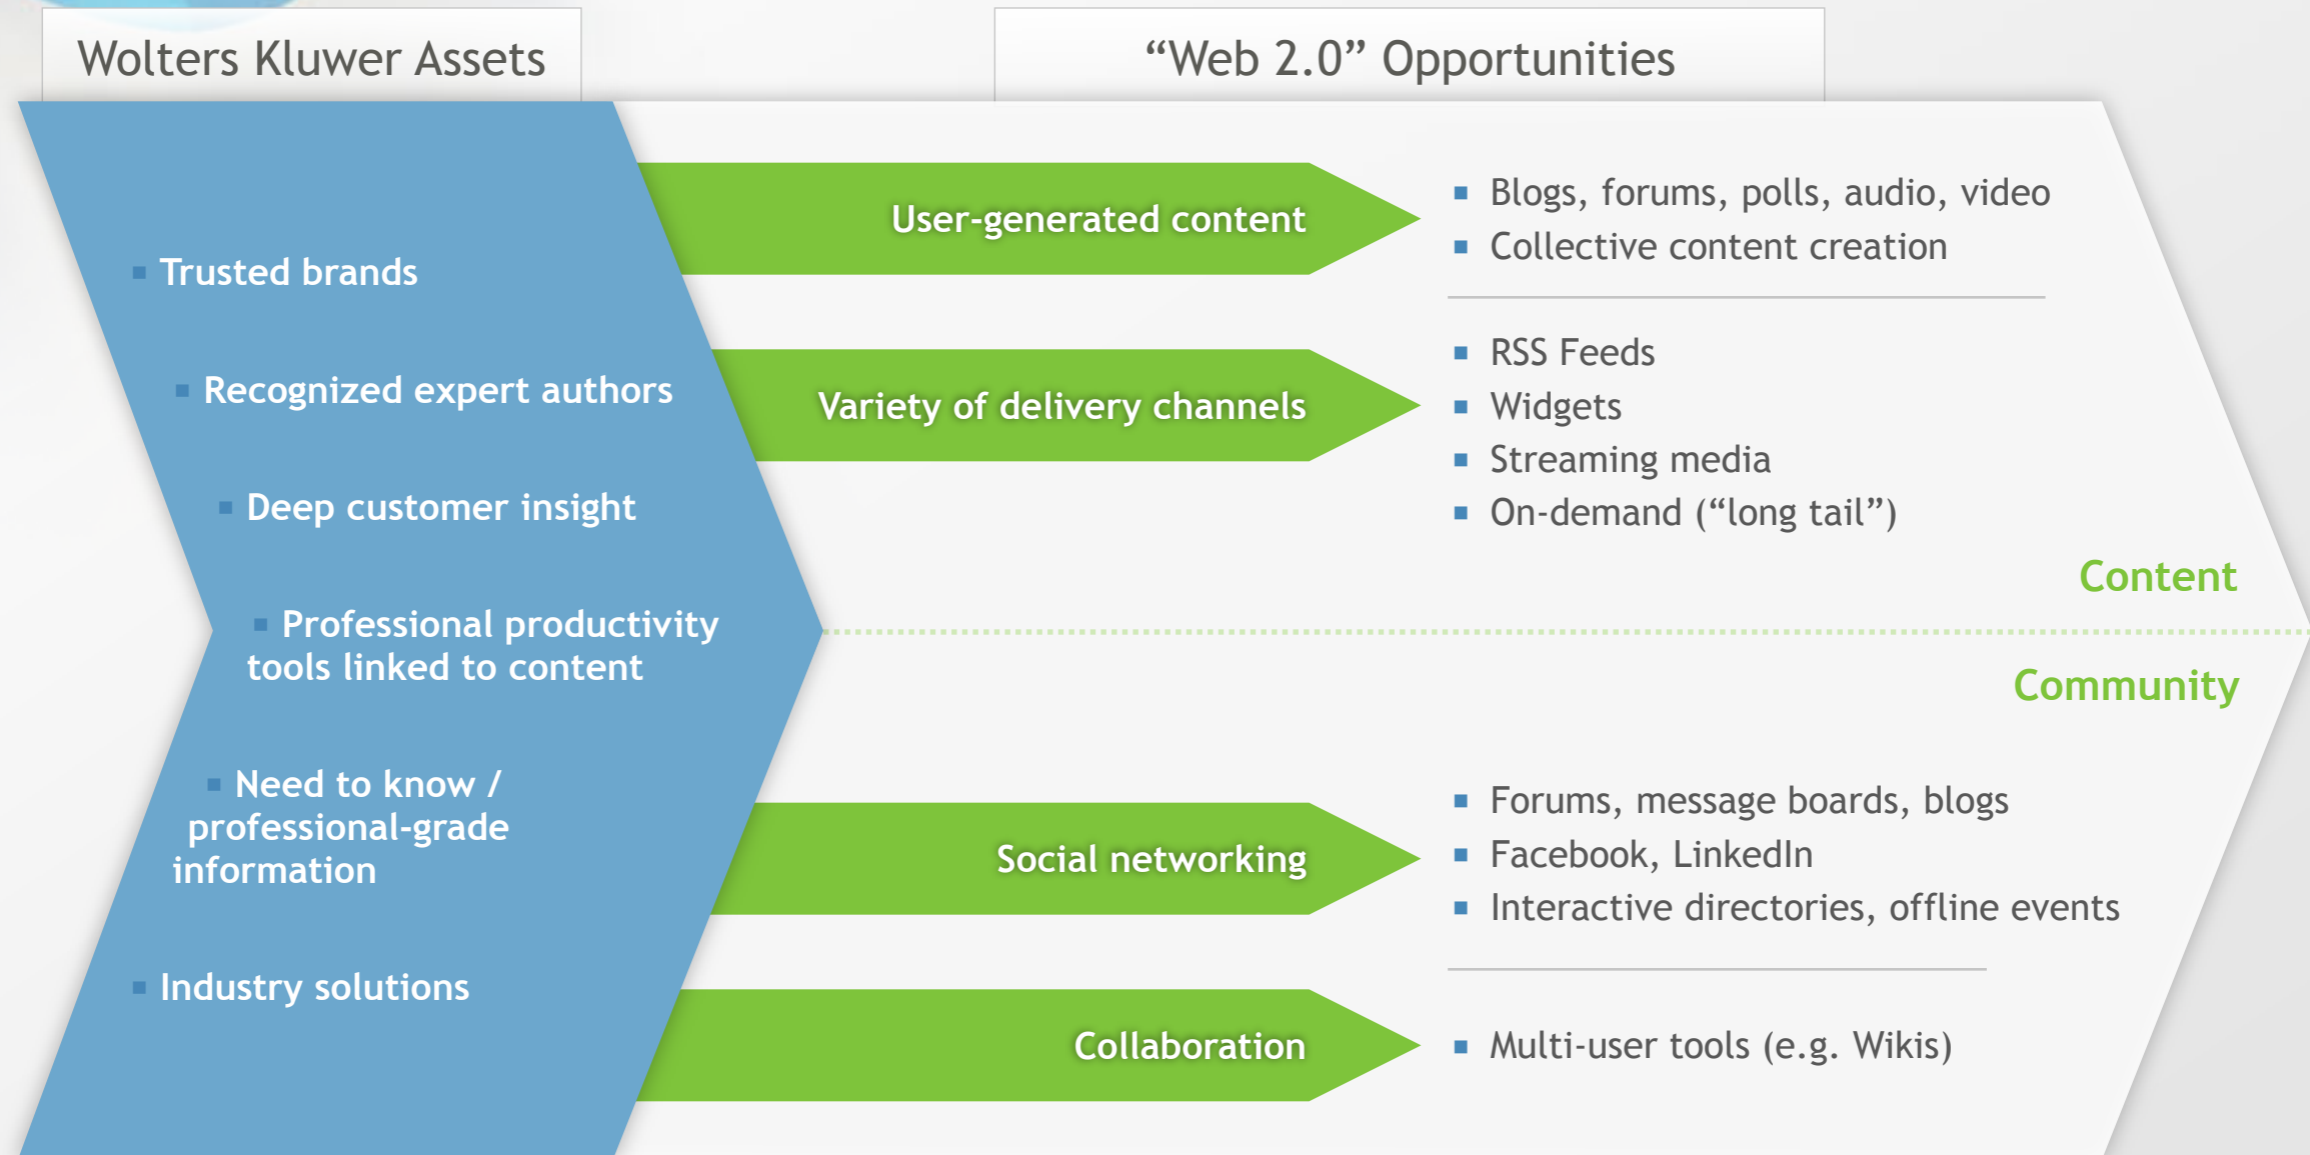 Wolters Kluwer Assets
“Web 2.0” Opportunities
▪ Trusted brands
▪ Recognized expert authors
▪ Deep customer insight
▪ Professional productivity
tools linked to content
▪ Need to know /
professional-grade
information
▪ Industry solutions
User-generated content
▪ Blogs, forums, polls, audio, video
▪ Collective content creation
Variety of delivery channels
▪ RSS Feeds
▪ Widgets
▪ Streaming media
▪ On-demand (“long tail”)
Content
Community
Social networking
▪ Forums, message boards, blogs
▪ Facebook, LinkedIn
▪ Interactive directories, offline events
Collaboration
▪ Multi-user tools (e.g. Wikis)